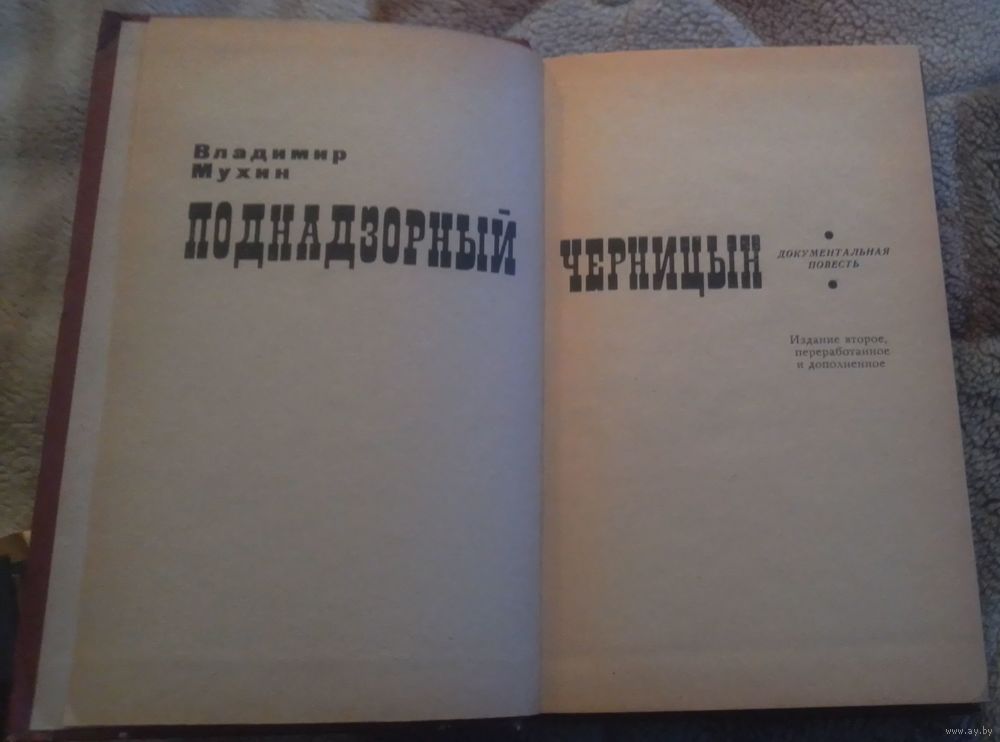 Владимир
Мухин
ПОДНАДЗОРНЫЙ
ЧЕРНИЦЫН
ДОКУМЕНТАЛЬНАЯ
ПОВЕСТЬ
Издание второе,
переработанное
и дополненное
www.ay.by